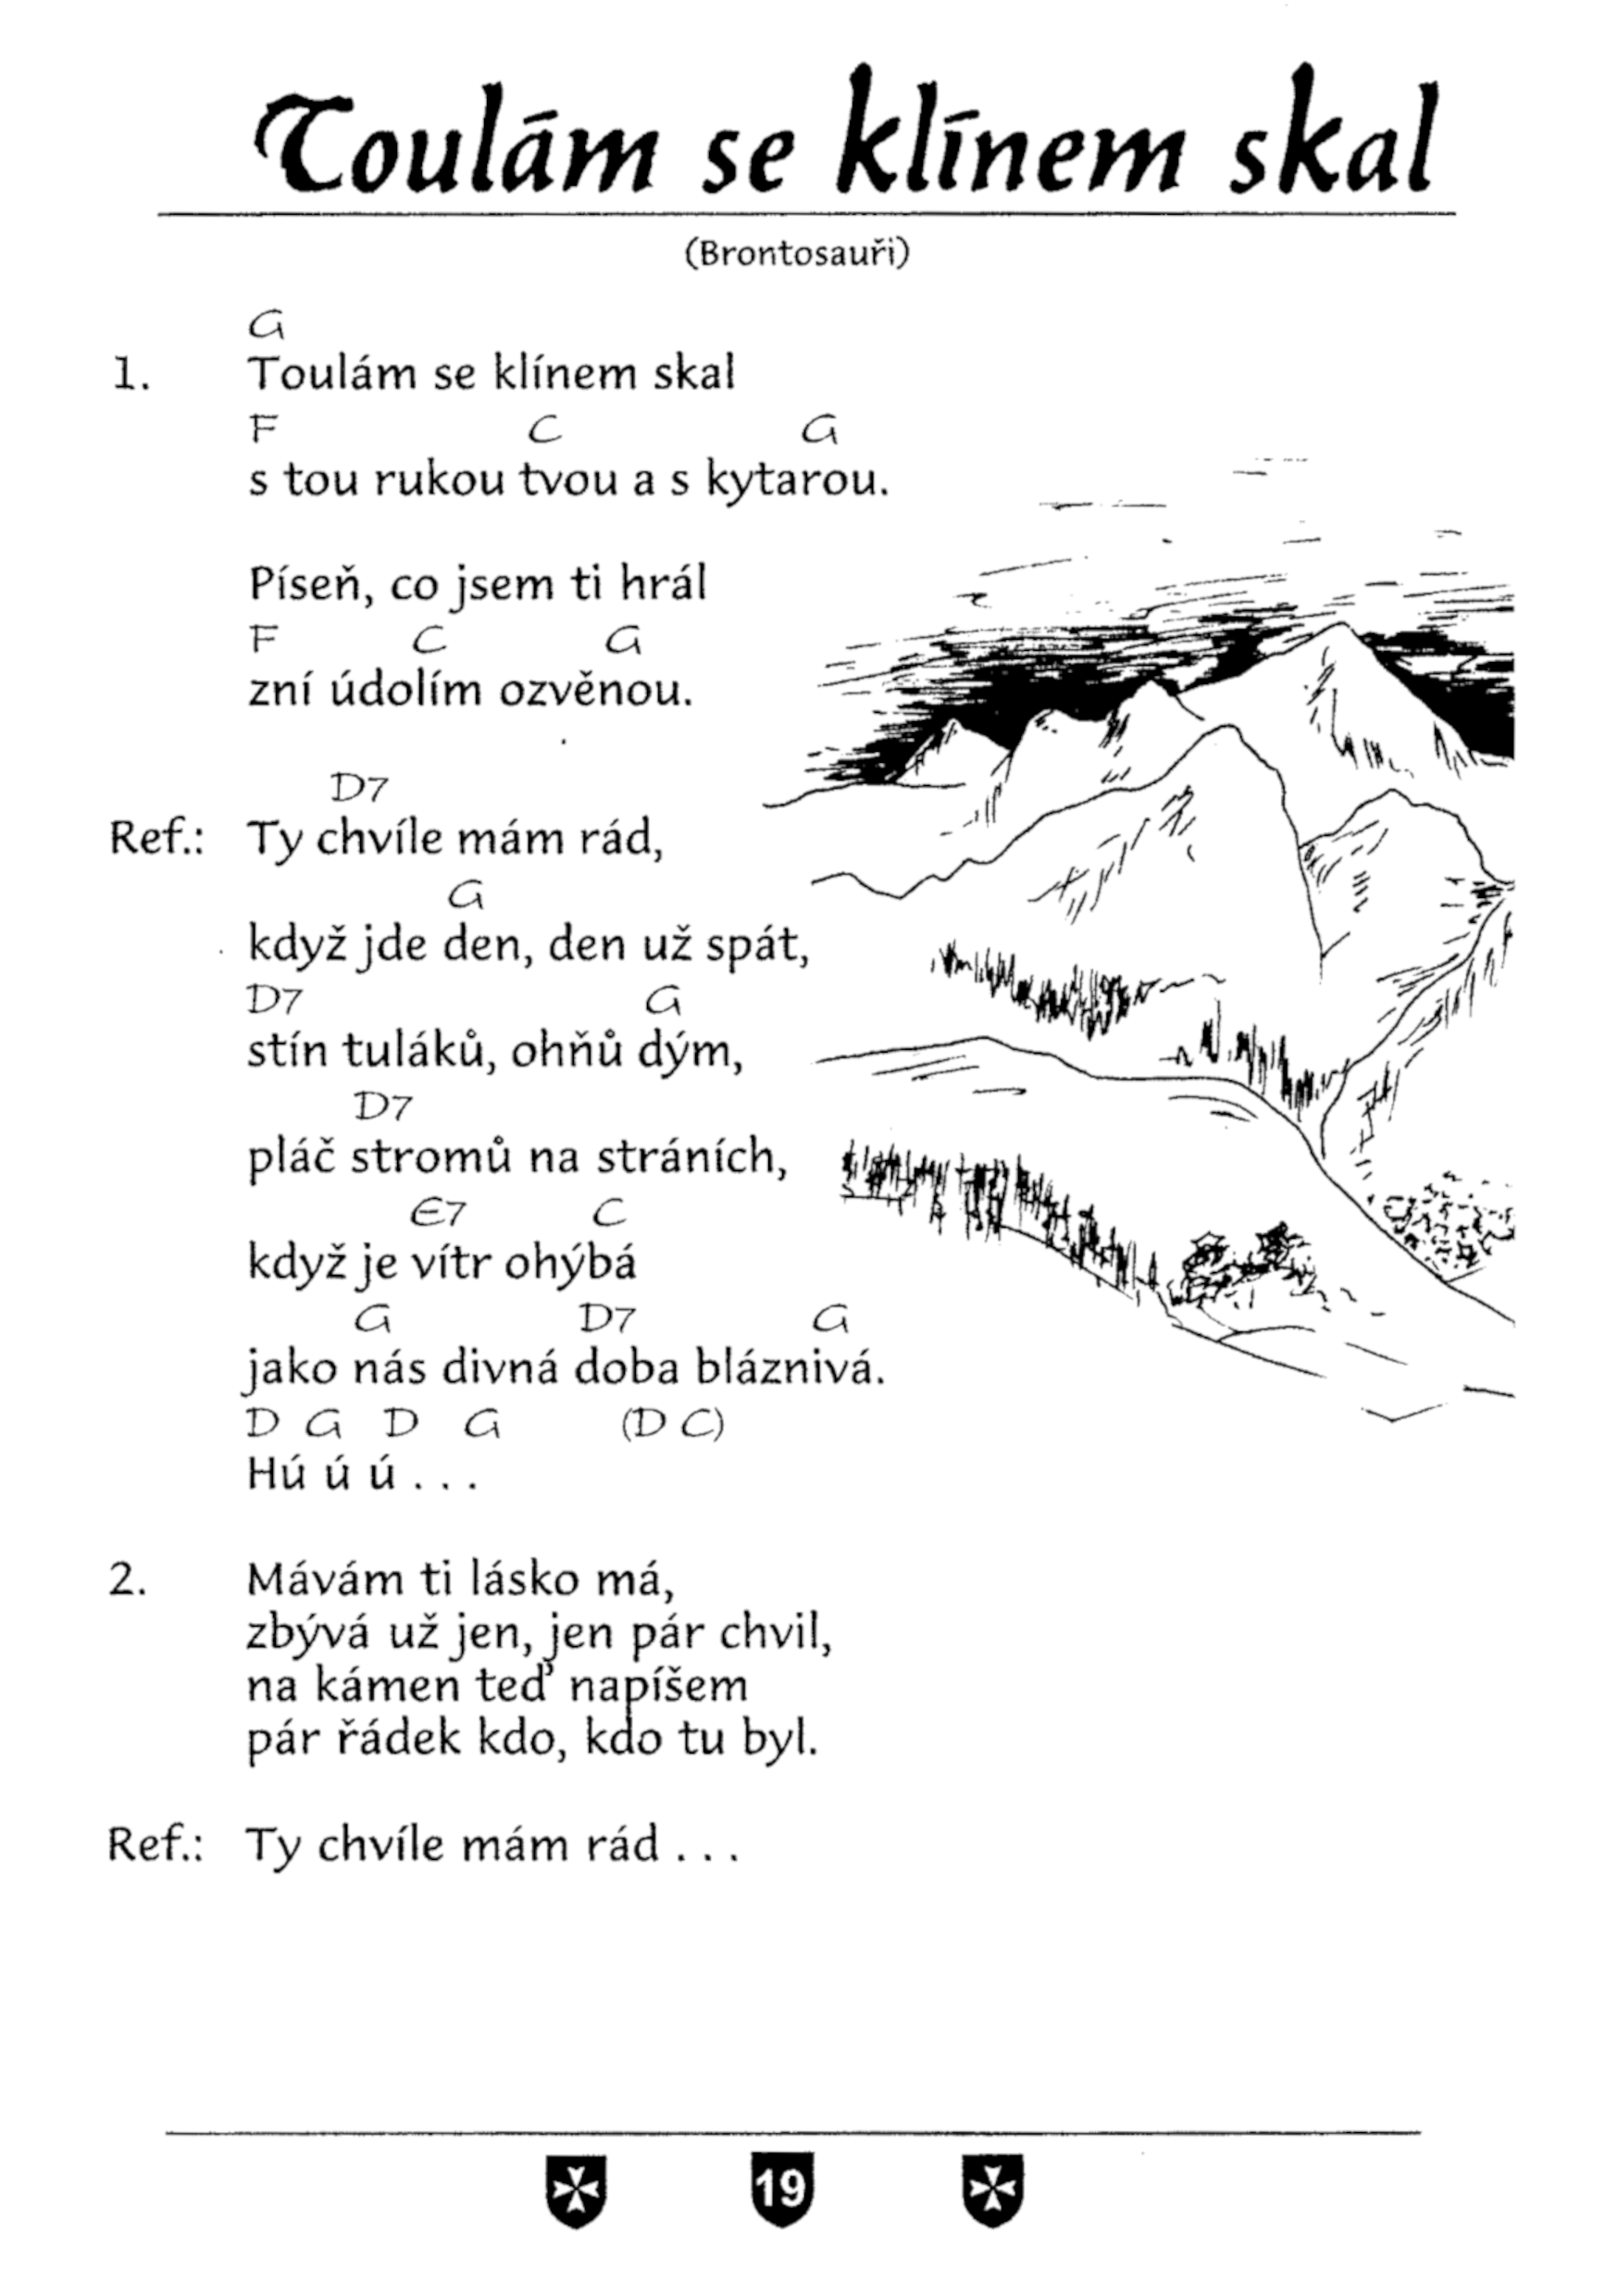 Toulám se klínem skal
(Brontosauři)
G
1. Toulám se klínem skal
F C G
s tou rukou tvou a s kytarou.
Píseň, co jsem ti hrál
F C G
zní údolím ozvěnou.
D7
Ref.: Ty chvíle mám rád,
G
když jde den, den už spát,
D7 G
stín tuláků, ohňů dým,
D7
pláč stromů na stráních,
E7 C
když je vítr ohýbá
G D7 G
jako nás divná doba bláznivá.
D G D G (D C)
Hú ú ú . . .
2. Mávám ti lásko má,
zbývá už jen, jen pár chvil,
na kámen teď napíšem
pár řádek kdo, kdo tu byl.
Ref.: Ty chvíle mám rád . . .
19